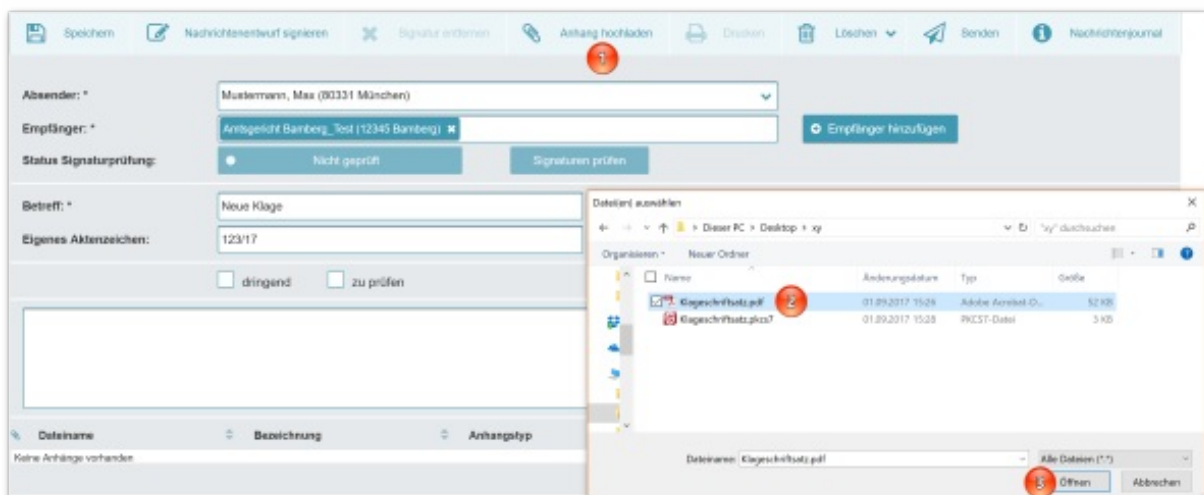 Speichern Nachrichtenentwurf signieren Signatur entfernen Anhang hochladen Drucken Löschen Senden Nachrichtenjournal
1
Absender: * Mustermann, Max (80331 München)
Empfänger: * Amtsgericht Bamberg_Test (12345 Bamberg) Empfänger hinzufügen
Status Signaturprüfung: Nicht geprüft Signaturen prüfen
Betreff: * Neue Klage
Eigenes Aktenzeichen: 123/17
dringend zu prüfen
Dateiname Bezeichnung Anhangstyp
Keine Anhänge vorhanden
Datei(en) auswählen
Dieser PC > Desktop > xy "xy" durchsuchen
Organisieren Neuer Ordner
Name Änderungsdatum Typ Größe
Klageschriftsatz.pdf 2 01.09.2017 15:26 Adobe Acrobat-D... 52 KB
Klageschriftsatz.pkcs7 01.09.2017 15:28 PKCS7-Datei 3 KB
Dateiname: Klageschriftsatz.pdf Alle Dateien (*.*)
3 Öffnen Abbrechen